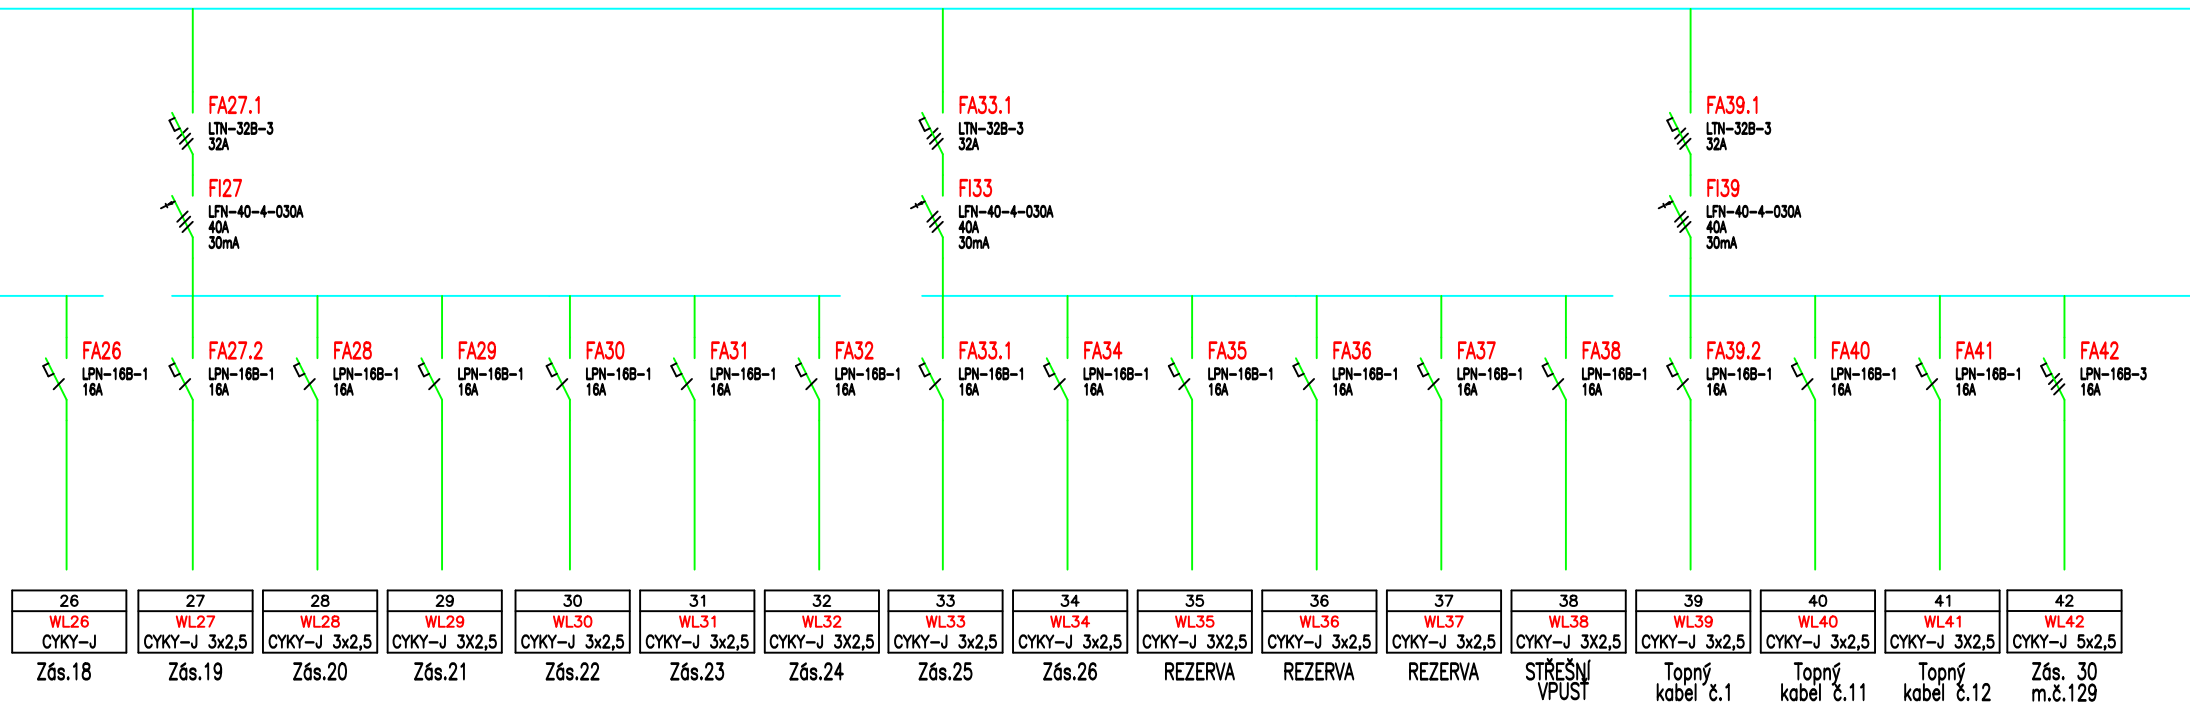 FA27.1
LTN-32B-3
32A
FA33.1
LTN-32B-3
32A
FA39.1
LTN-32B-3
32A
FI27
LFN-40-4-030A
40A
30mA
FI33
LFN-40-4-030A
40A
30mA
FI39
LFN-40-4-030A
40A
30mA
FA26
LPN-16B-1
16A
FA27.2
LPN-16B-1
16A
FA28
LPN-16B-1
16A
FA29
LPN-16B-1
16A
FA30
LPN-16B-1
16A
FA31
LPN-16B-1
16A
FA32
LPN-16B-1
16A
FA33.1
LPN-16B-1
16A
FA34
LPN-16B-1
16A
FA35
LPN-16B-1
16A
FA36
LPN-16B-1
16A
FA37
LPN-16B-1
16A
FA38
LPN-16B-1
16A
FA39.2
LPN-16B-1
16A
FA40
LPN-16B-1
16A
FA41
LPN-16B-1
16A
FA42
LPN-16B-3
16A
26
WL26
CYKY-J
Zás.18
27
WL27
CYKY-J 3x2,5
Zás.19
28
WL28
CYKY-J 3x2,5
Zás.20
29
WL29
CYKY-J 3X2,5
Zás.21
30
WL30
CYKY-J 3x2,5
Zás.22
31
WL31
CYKY-J 3x2,5
Zás.23
32
WL32
CYKY-J 3X2,5
Zás.24
33
WL33
CYKY-J 3x2,5
Zás.25
34
WL34
CYKY-J 3x2,5
Zás.26
35
WL35
CYKY-J 3X2,5
REZERVA
36
WL36
CYKY-J 3x2,5
REZERVA
37
WL37
CYKY-J 3x2,5
REZERVA
38
WL38
CYKY-J 3X2,5
STŘEŠNÍ
VPUSŤ
39
WL39
CYKY-J 3x2,5
Topný
kabel č.1
40
WL40
CYKY-J 3x2,5
Topný
kabel č.11
41
WL41
CYKY-J 3X2,5
Topný
kabel č.12
42
WL42
CYKY-J 5x2,5
Zás. 30
m.č.129